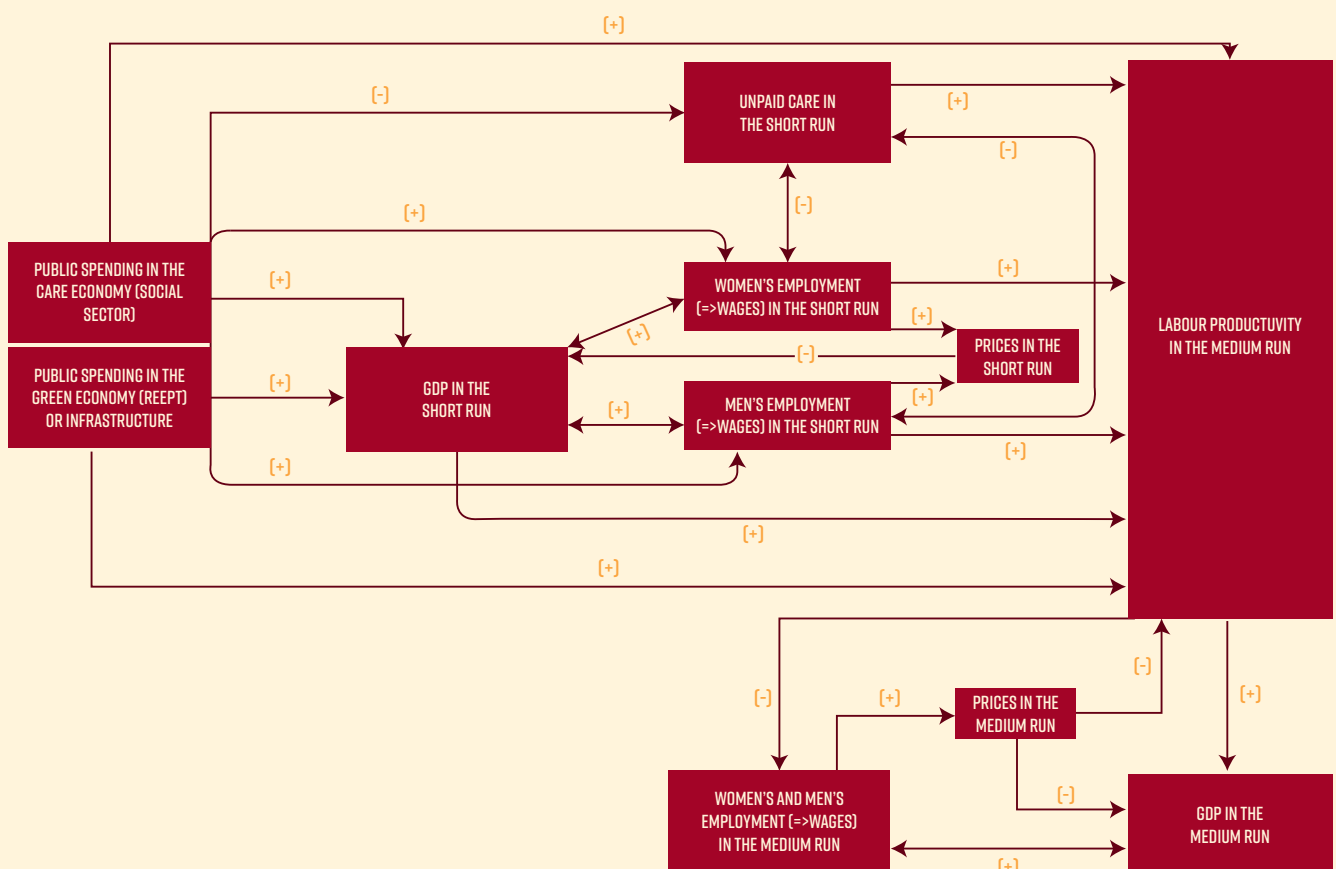 (+)
(-)
UNPAID CARE IN
THE SHORT RUN
(+)
(-)
(-)
(+)
PUBLIC SPENDING IN THE
CARE ECONOMY (SOCIAL
SECTOR)
(+)
WOMEN'S EMPLOYMENT
(=>WAGES) IN THE SHORT RUN
(+)
(+)
(+)
PRICES IN THE
SHORT RUN
(-)
LABOUR PRODUCTUVITY
IN THE MEDIUM RUN
PUBLIC SPENDING IN THE
GREEN ECONOMY (REEPT)
OR INFRASTRUCTURE
(+)
GDP IN THE
SHORT RUN
(+)
MEN'S EMPLOYMENT
(=>WAGES) IN THE SHORT RUN
(+)
(+)
(+)
(+)
(+)
(-)
(+)
PRICES IN THE
MEDIUM RUN
(-)
(+)
WOMEN'S AND MEN'S
EMPLOYMENT (=>WAGES)
IN THE MEDIUM RUN
(-)
GDP IN THE
MEDIUM RUN
(+)